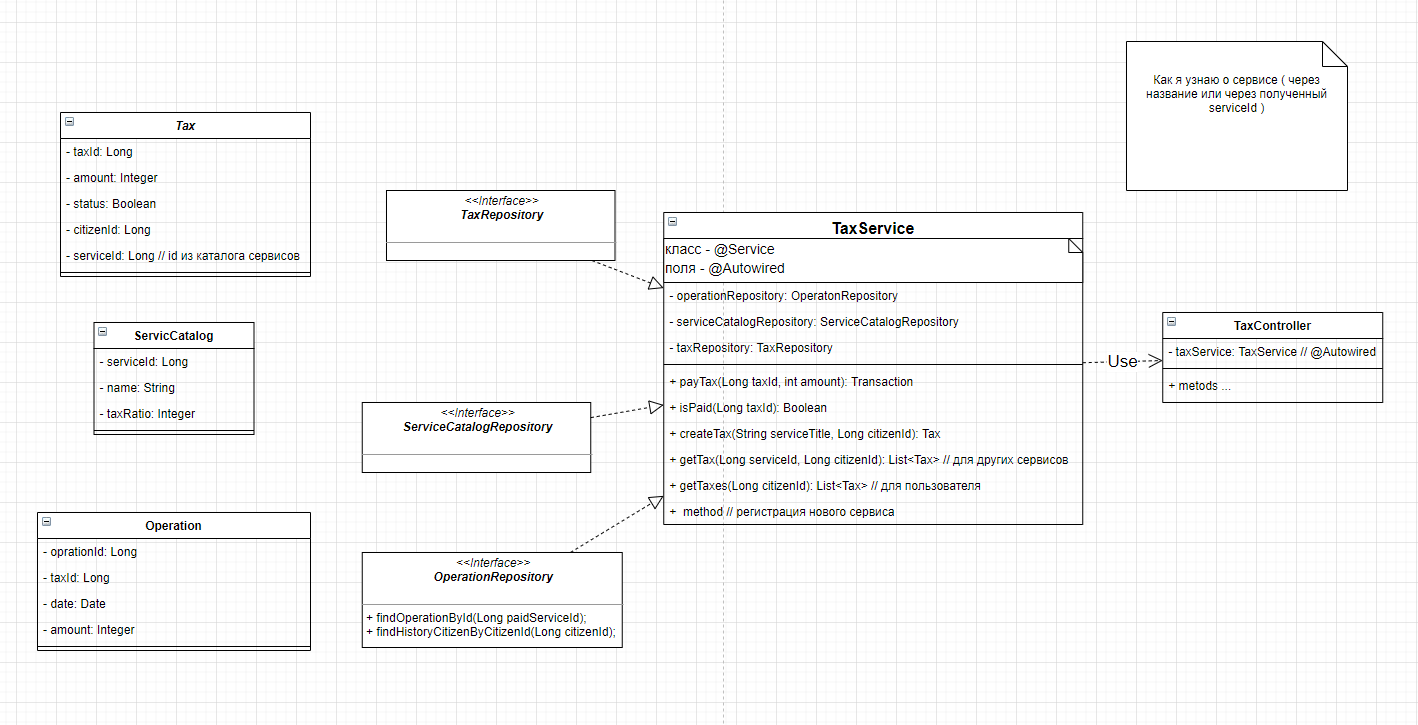 Как я узнаю о сервисе ( через
название или через полученный
serviceId )
Tax
- taxId: Long
- amount: Integer
- status: Boolean
- citizenId: Long
- serviceId: Long // id из каталога сервисов
ServicCatalog
- serviceId: Long
- name: String
- taxRatio: Integer
Operation
- oprationId: Long
- taxId: Long
- date: Date
- amount: Integer
<<Interface>>
TaxRepository
<<Interface>>
ServiceCatalogRepository
<<Interface>>
OperationRepository
+ findOperationById(Long paidServiceId);
+ findHistoryCitizenByCitizenId(Long citizenId);
TaxService
класс - @Service
поля - @Autowired
- operationRepository: OperatonRepository
- serviceCatalogRepository: ServiceCatalogRepository
- taxRepository: TaxRepository
+ payTax(Long taxId, int amount): Transaction
+ isPaid(Long taxId): Boolean
+ createTax(String serviceTitle, Long citizenId): Tax
+ getTax(Long serviceId, Long citizenId): List<Tax> // для других сервисов
+ getTaxes(Long citizenId): List<Tax> // для пользователя
+ method // регистрация нового сервиса
Use
TaxController
- taxService: TaxService // @Autowired
+ metods ...